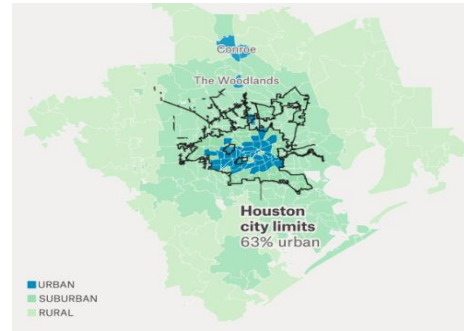 Conroe
The Woodlands
Houston
city limits
63% urban
URBAN
SUBURBAN
RURAL